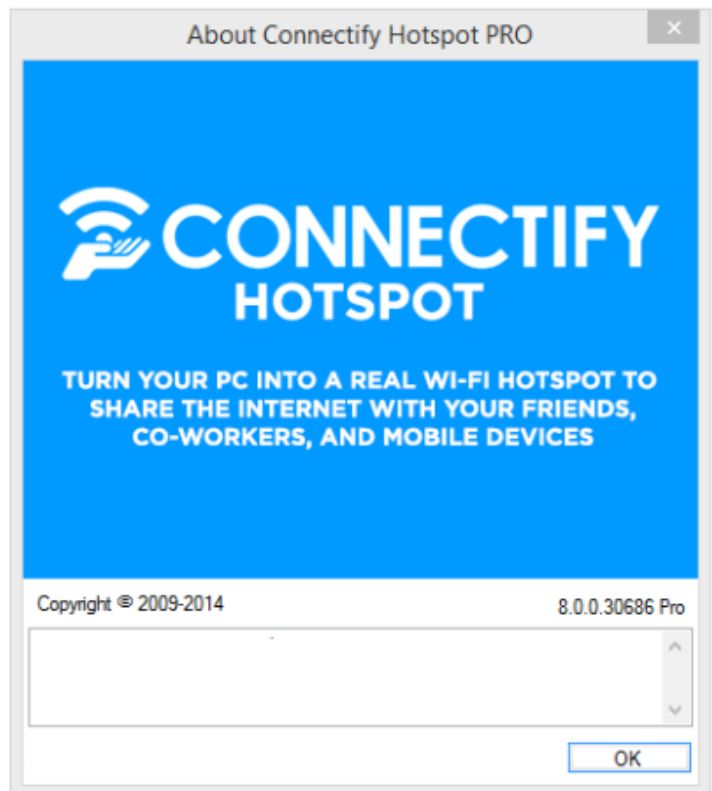 About Connectify Hotspot PRO
CONNECTIFY
HOTSPOT
TURN YOUR PC INTO A REAL WI-FI HOTSPOT TO
SHARE THE INTERNET WITH YOUR FRIENDS,
CO-WORKERS, AND MOBILE DEVICES
Copyright © 2009-2014 8.0.0.30686 Pro
OK